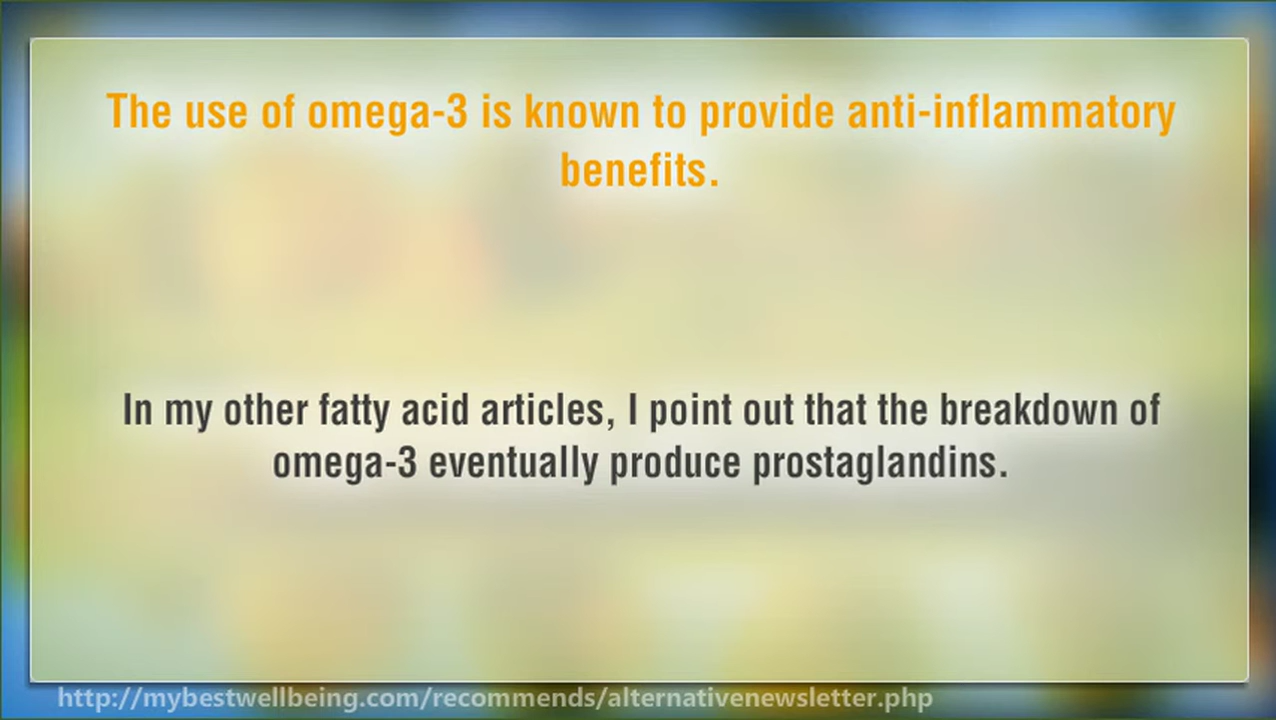 The use of omega-3 is known to provide anti-inflammatory
benefits.
In my other fatty acid articles, I point out that the breakdown of
omega-3 eventually produce prostaglandins.
http://mybestwellbeing.com/recommends/alternativenewsletter.php